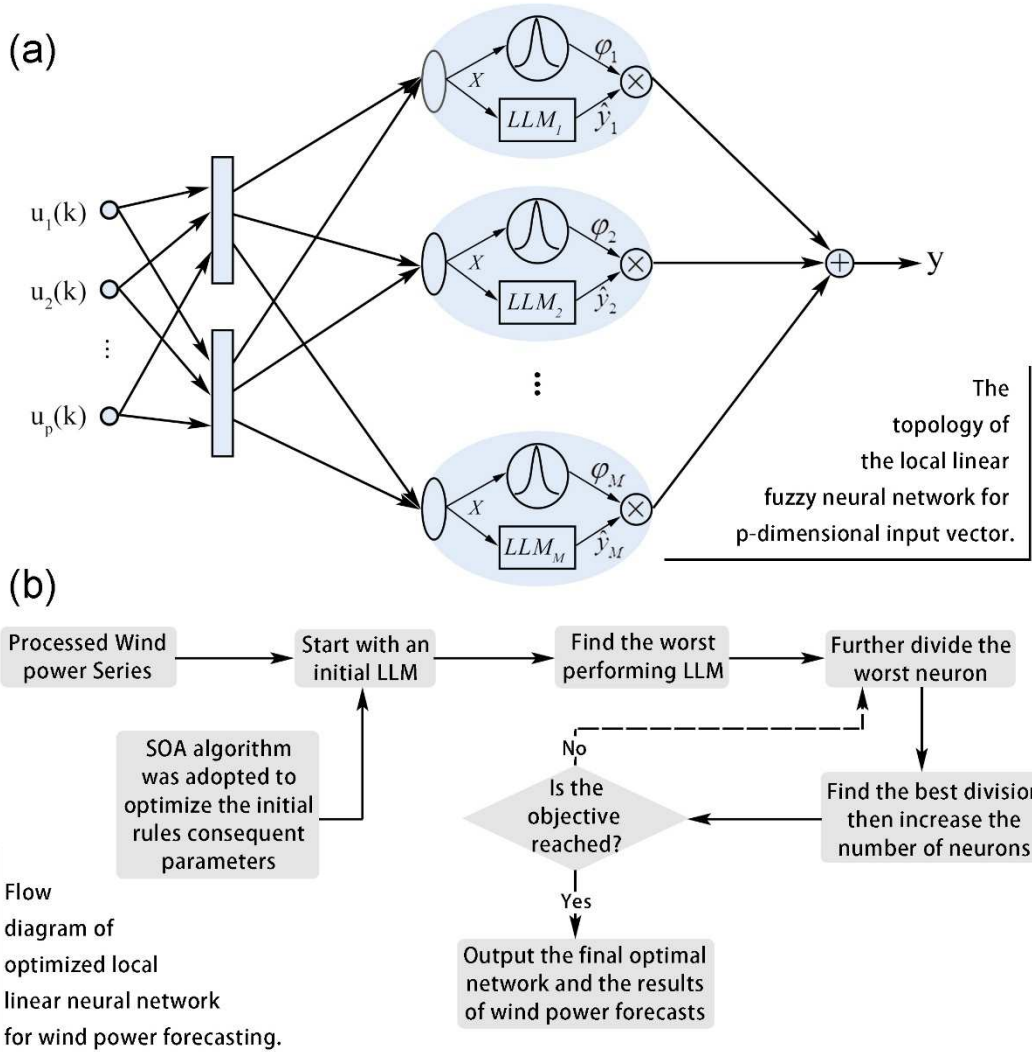 (a)
X
φ1
LLM1
ŷ1
u1(k)
u2(k)
⋮
up(k)
X
φ2
LLM2
ŷ2
⋮
X
φM
LLMM
ŷM
y
The
topology of
the local linear
fuzzy neural network for
p-dimensional input vector.
(b)
Processed Wind
power Series
Start with an
initial LLM
Find the worst
performing LLM
Further divide the
worst neuron
SOA algorithm
was adopted to
optimize the initial
rules consequent
parameters
No
Is the
objective
reached?
Yes
Find the best division
then increase the
number of neurons
Output the final optimal
network and the results
of wind power forecasts
Flow
diagram of
optimized local
linear neural network
for wind power forecasting.